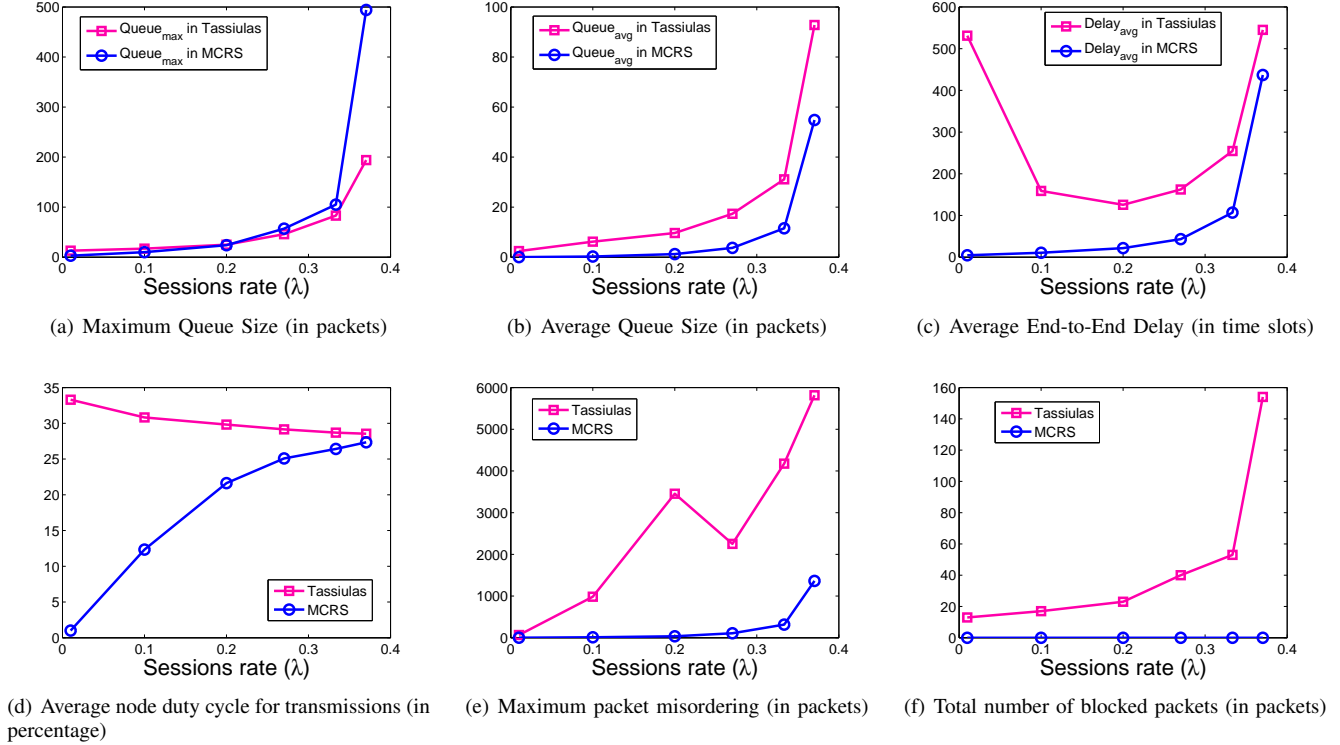 500
400
300
200
100
0
0
0.1
0.2
0.3
0.4
Queue_max in Tassiulas
Queue_max in MCRS
Sessions rate (λ)
(a) Maximum Queue Size (in packets)
100
80
60
40
20
0
0
0.1
0.2
0.3
0.4
Queue_avg in Tassiulas
Queue_avg in MCRS
Sessions rate (λ)
(b) Average Queue Size (in packets)
600
500
400
300
200
100
0
0
0.1
0.2
0.3
0.4
Delay_avg in Tassiulas
Delay_avg in MCRS
Sessions rate (λ)
(c) Average End-to-End Delay (in time slots)
35
30
25
20
15
10
5
0
0
0.1
0.2
0.3
0.4
Tassiulas
MCRS
Sessions rate (λ)
(d) Average node duty cycle for transmissions (in
percentage)
6000
5000
4000
3000
2000
1000
0
0
0.1
0.2
0.3
0.4
Tassiulas
MCRS
Sessions rate (λ)
(e) Maximum packet misordering (in packets)
160
140
120
100
80
60
40
20
0
0
0.1
0.2
0.3
0.4
Tassiulas
MCRS
Sessions rate (λ)
(f) Total number of blocked packets (in packets)